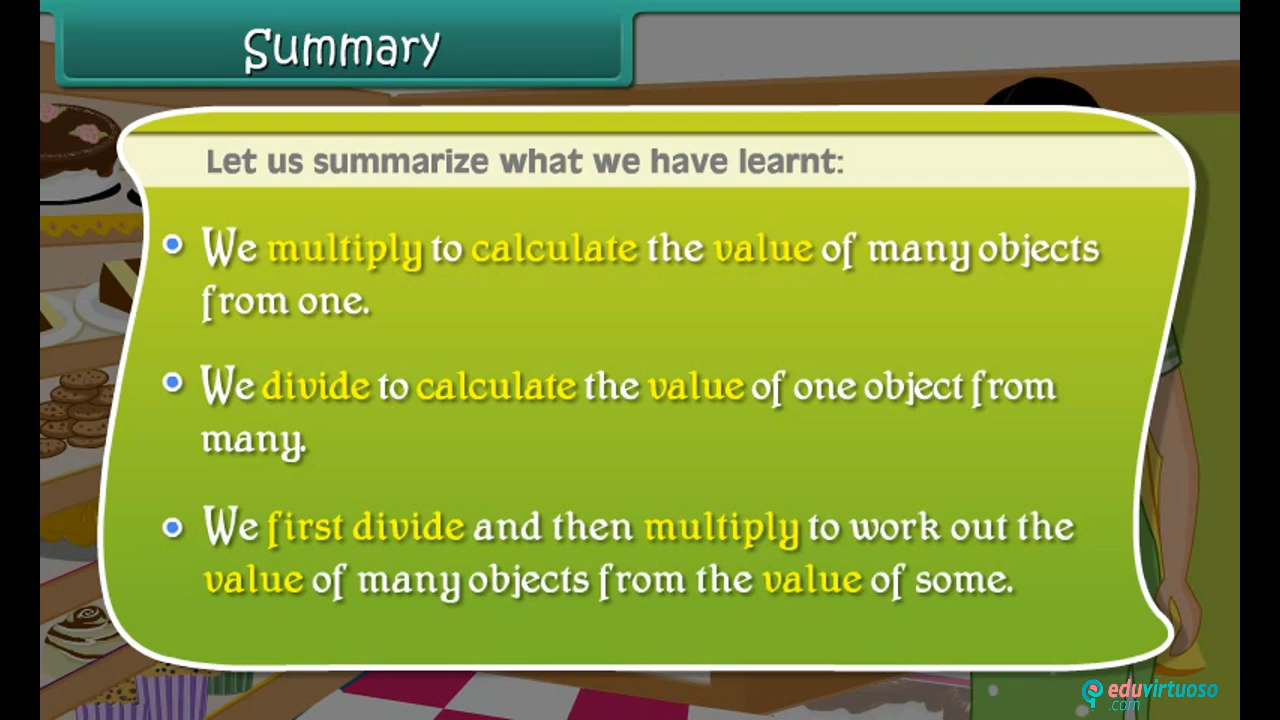 Summary
Let us summarize what we have learnt:
We multiply to calculate the value of many objects
from one.
We divide to calculate the value of one object from
many.
We first divide and then multiply to work out the
value of many objects from the value of some.
eduvirtuoso
.com